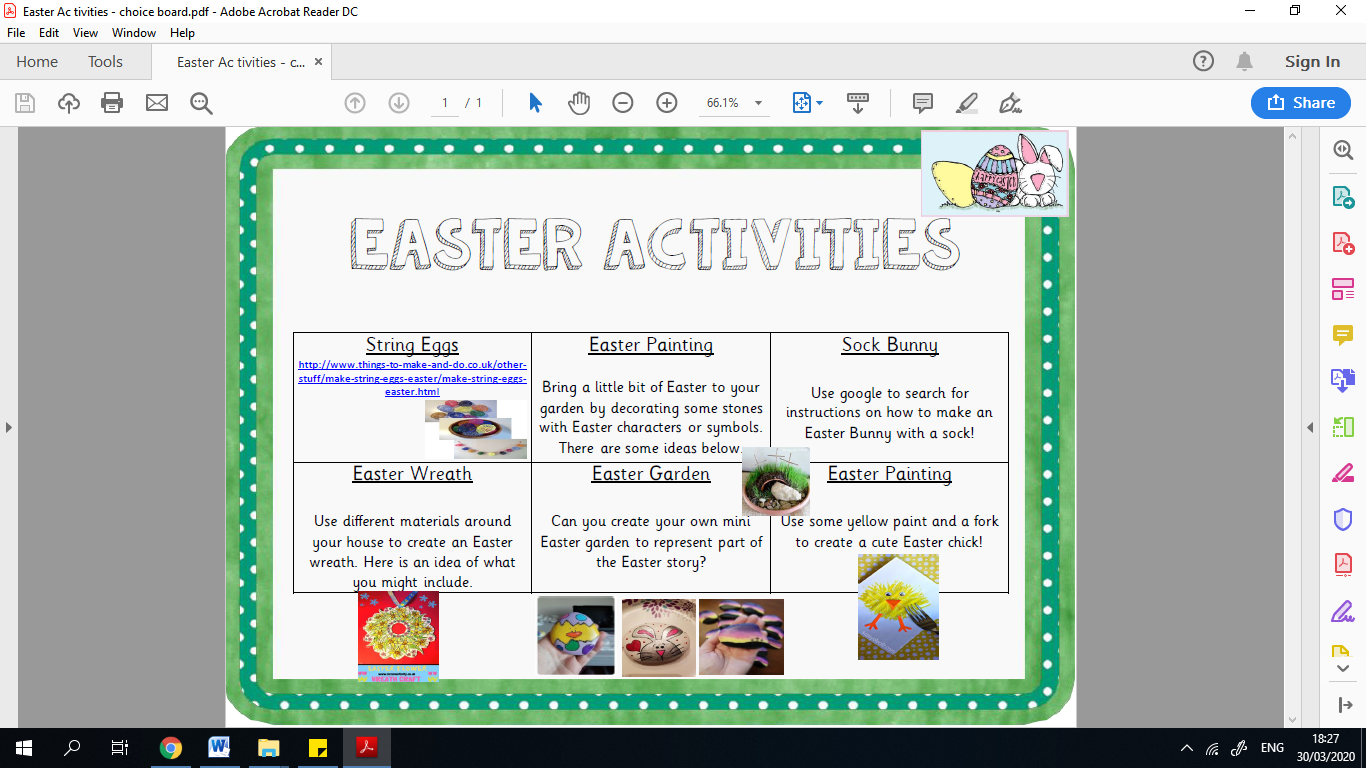 Easter Ac tivities - choice board.pdf - Adobe Acrobat Reader DC
File Edit View Window Help
Home Tools Easter Ac tivities - c... × Sign In
1 / 1 66.1% Share
EASTER ACTIVITIES
String Eggs
http://www.things-to-make-and-do.co.uk/other-
stuff/make-string-eggs-easter/make-string-eggs-
easter.html
Easter Painting
Bring a little bit of Easter to your
garden by decorating some stones
with Easter characters or symbols.
There are some ideas below.
Sock Bunny
Use google to search for
instructions on how to make an
Easter Bunny with a sock!
Easter Wreath
Use different materials around
your house to create an Easter
wreath. Here is an idea of what
you might include.
Easter Garden
Can you create your own mini
Easter garden to represent part of
the Easter story?
Easter Painting
Use some yellow paint and a fork
to create a cute Easter chick!
EASTER FLOWER
WREATH CRAFT
ENG
18:27
30/03/2020